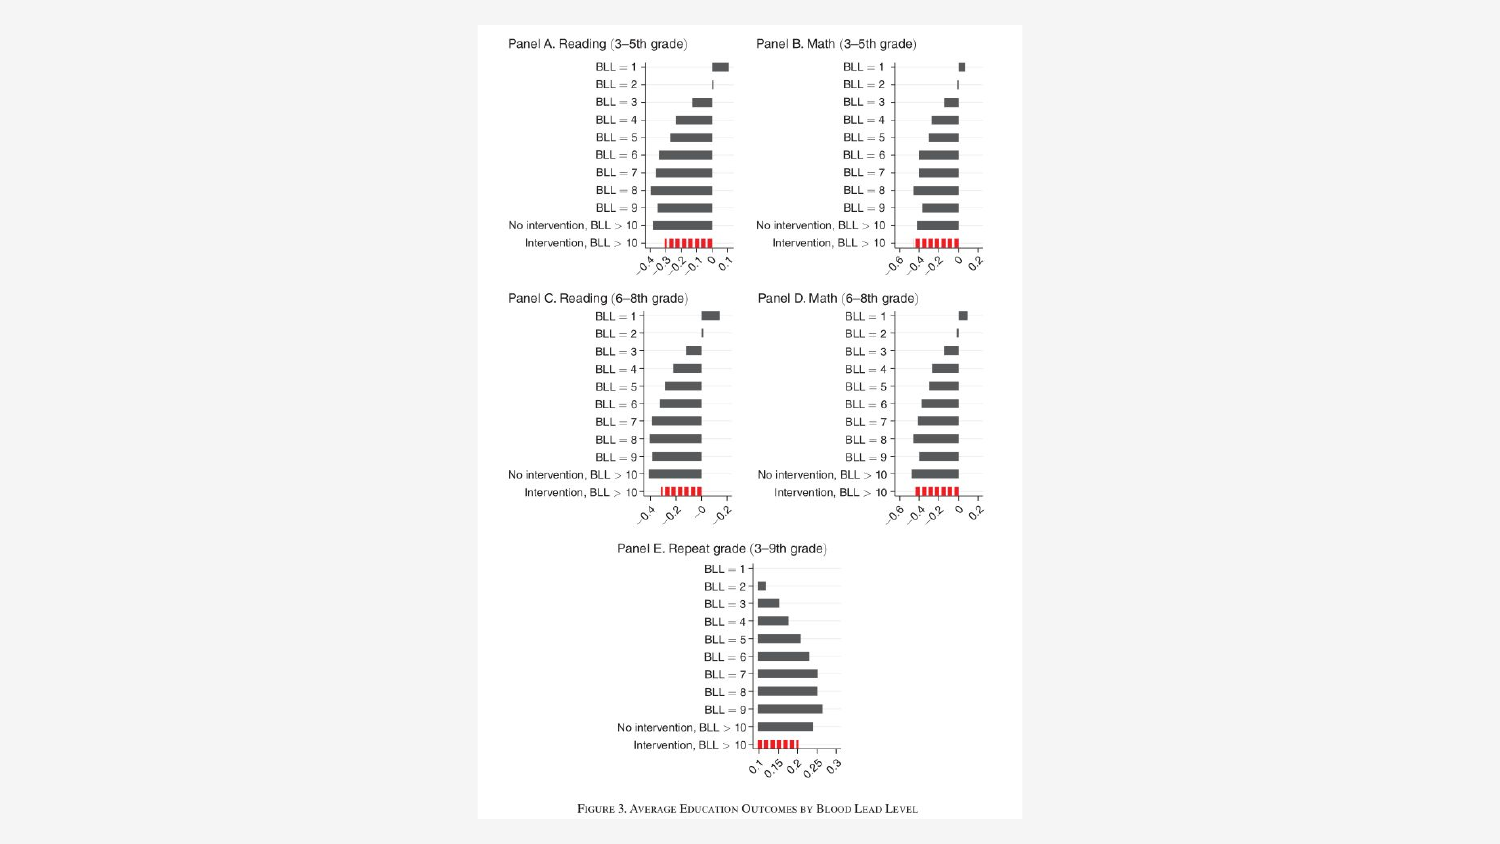 Panel A. Reading (3–5th grade)
BLL = 1
BLL = 2
BLL = 3
BLL = 4
BLL = 5
BLL = 6
BLL = 7
BLL = 8
BLL = 9
No intervention, BLL > 10
Intervention, BLL > 10
−0.4 −0.3 −0.2 −0.1 0 0.1
Panel B. Math (3–5th grade)
BLL = 1
BLL = 2
BLL = 3
BLL = 4
BLL = 5
BLL = 6
BLL = 7
BLL = 8
BLL = 9
No intervention, BLL > 10
Intervention, BLL > 10
−0.6 −0.4 −0.2 0 0.2
Panel C. Reading (6–8th grade)
BLL = 1
BLL = 2
BLL = 3
BLL = 4
BLL = 5
BLL = 6
BLL = 7
BLL = 8
BLL = 9
No intervention, BLL > 10
Intervention, BLL > 10
−0.4 −0.2 −0 −0.2
Panel D. Math (6–8th grade)
BLL = 1
BLL = 2
BLL = 3
BLL = 4
BLL = 5
BLL = 6
BLL = 7
BLL = 8
BLL = 9
No intervention, BLL > 10
Intervention, BLL > 10
−0.6 −0.4 −0.2 0 0.2
Panel E. Repeat grade (3–9th grade)
BLL = 1
BLL = 2
BLL = 3
BLL = 4
BLL = 5
BLL = 6
BLL = 7
BLL = 8
BLL = 9
No intervention, BLL > 10
Intervention, BLL > 10
0.1 0.15 0.2 0.25 0.3
Figure 3. Average Education Outcomes by Blood Lead Level